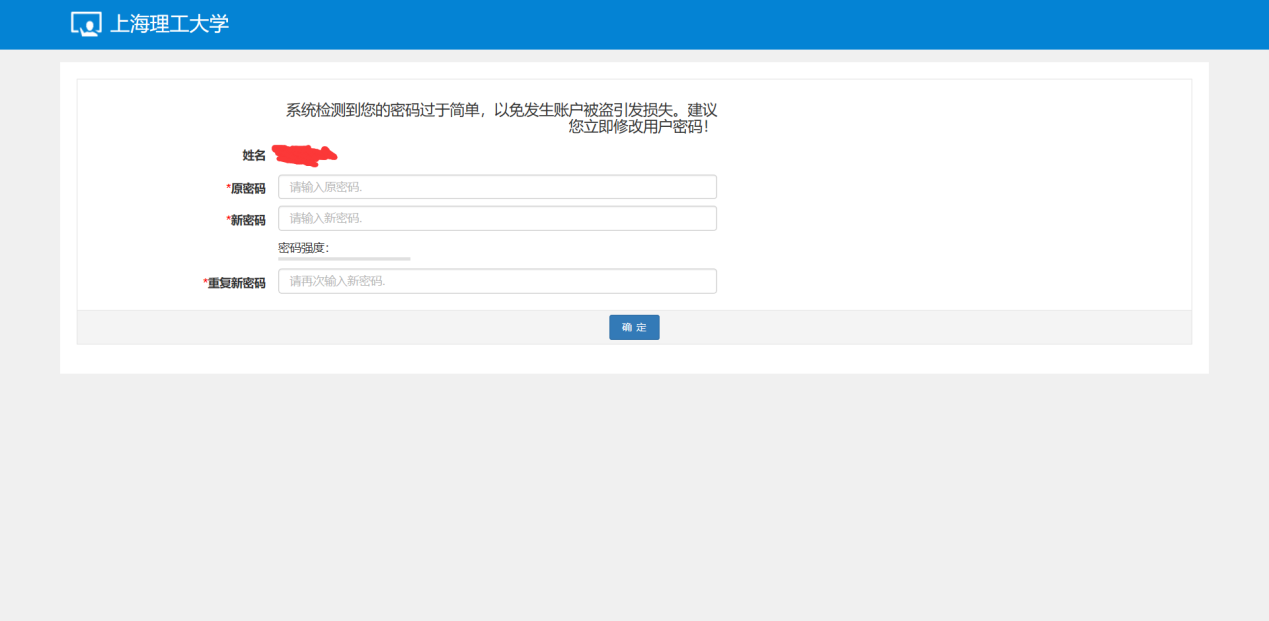 上海理工大学
系统检测到您的密码过于简单，以免发生账户被盗引发损失。建议
您立即修改用户密码！
姓名
*原密码 请输入原密码.
*新密码 请输入新密码.
密码强度：
*重复新密码 请再次输入新密码.
确 定